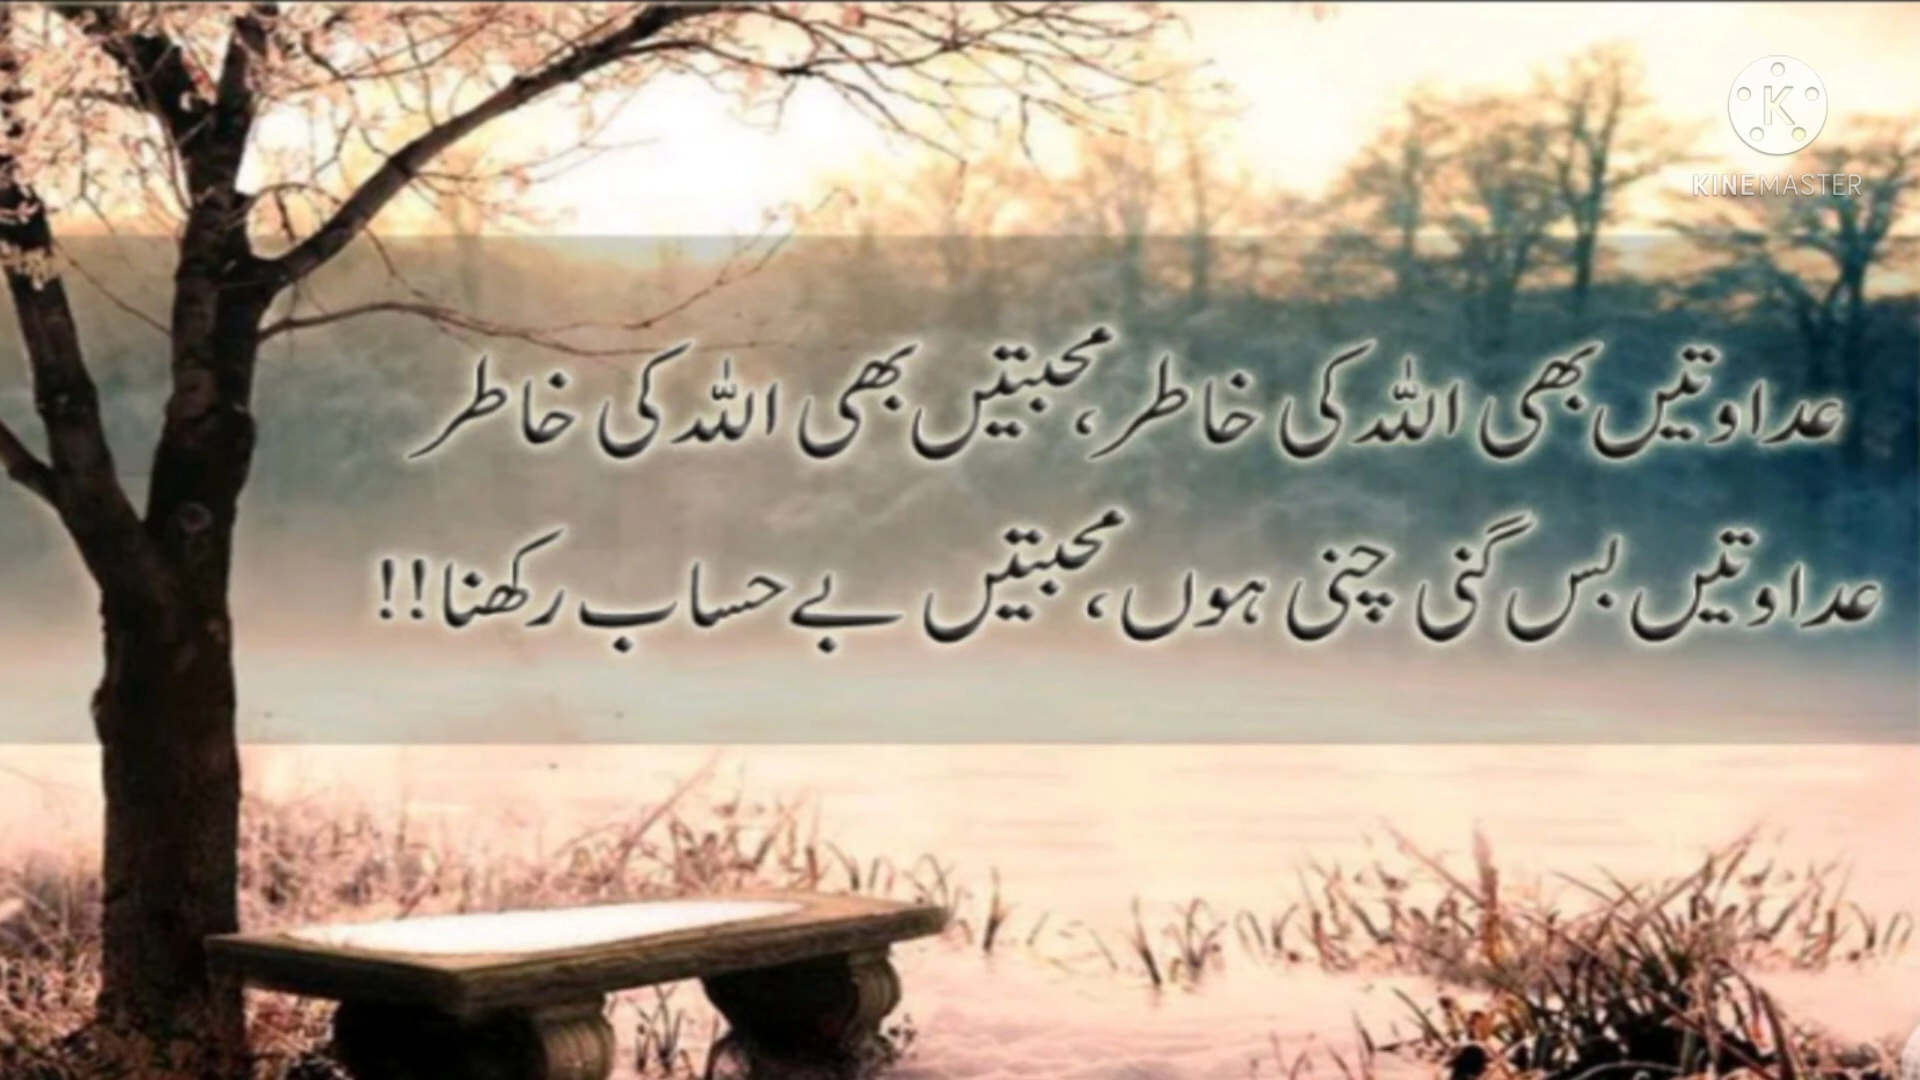 KINEMASTER
عداوتیں بھی اللہ کی خاطر، محبتیں بھی اللہ کی خاطر
عداوتیں بس گنی چنی ہوں، محبتیں بے حساب رکھنا!!